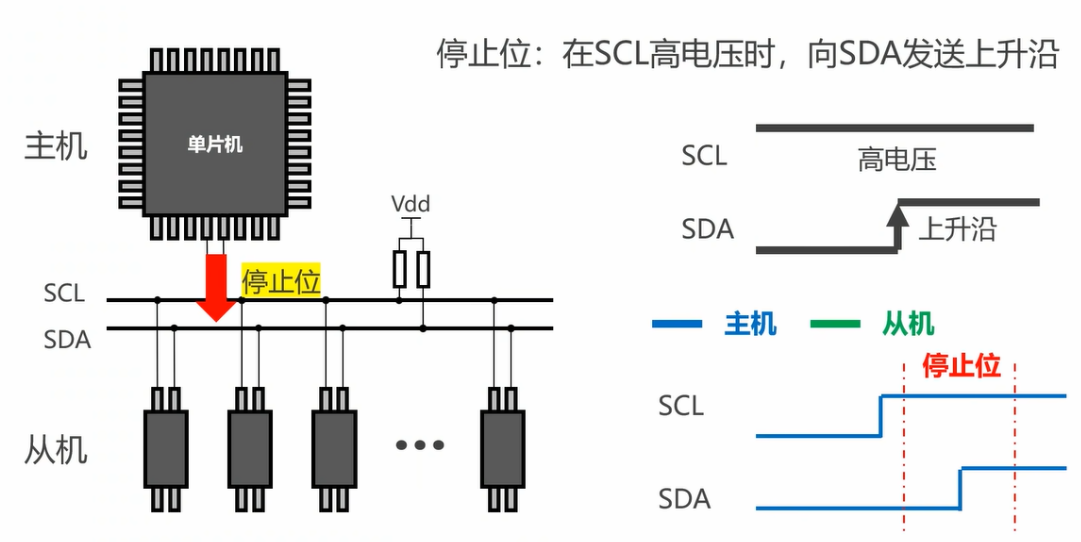 停止位：在SCL高电压时，向SDA发送上升沿
主机
单片机
Vdd
停止位
SCL
SDA
从机
SCL
高电压
SDA
上升沿
主机
从机
停止位
SCL
SDA